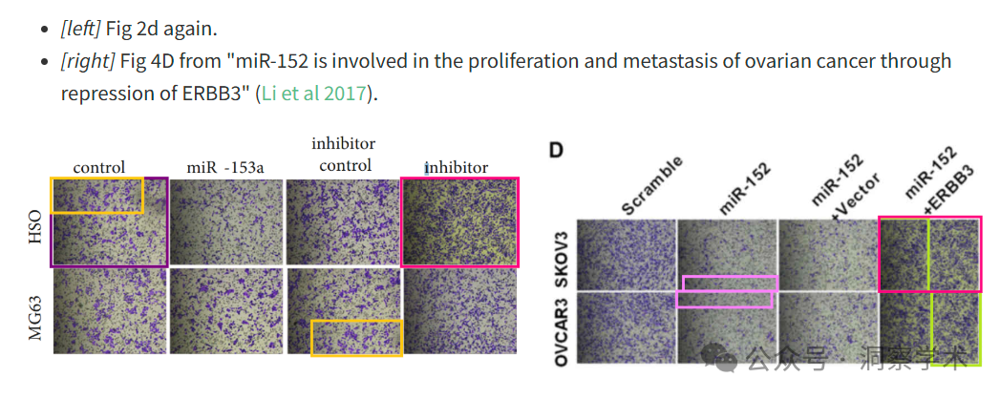 [left] Fig 2d again.
[right] Fig 4D from "miR-152 is involved in the proliferation and metastasis of ovarian cancer through
repression of ERBB3" (Li et al 2017).
control
miR -153a
inhibitor
control
inhibitor
HSO
MG63
D
Scramble
miR-152
miR-152
+Vector
miR-152
+ERBB3
SKOV3
OVCAR3
公众号 · 洞察学术